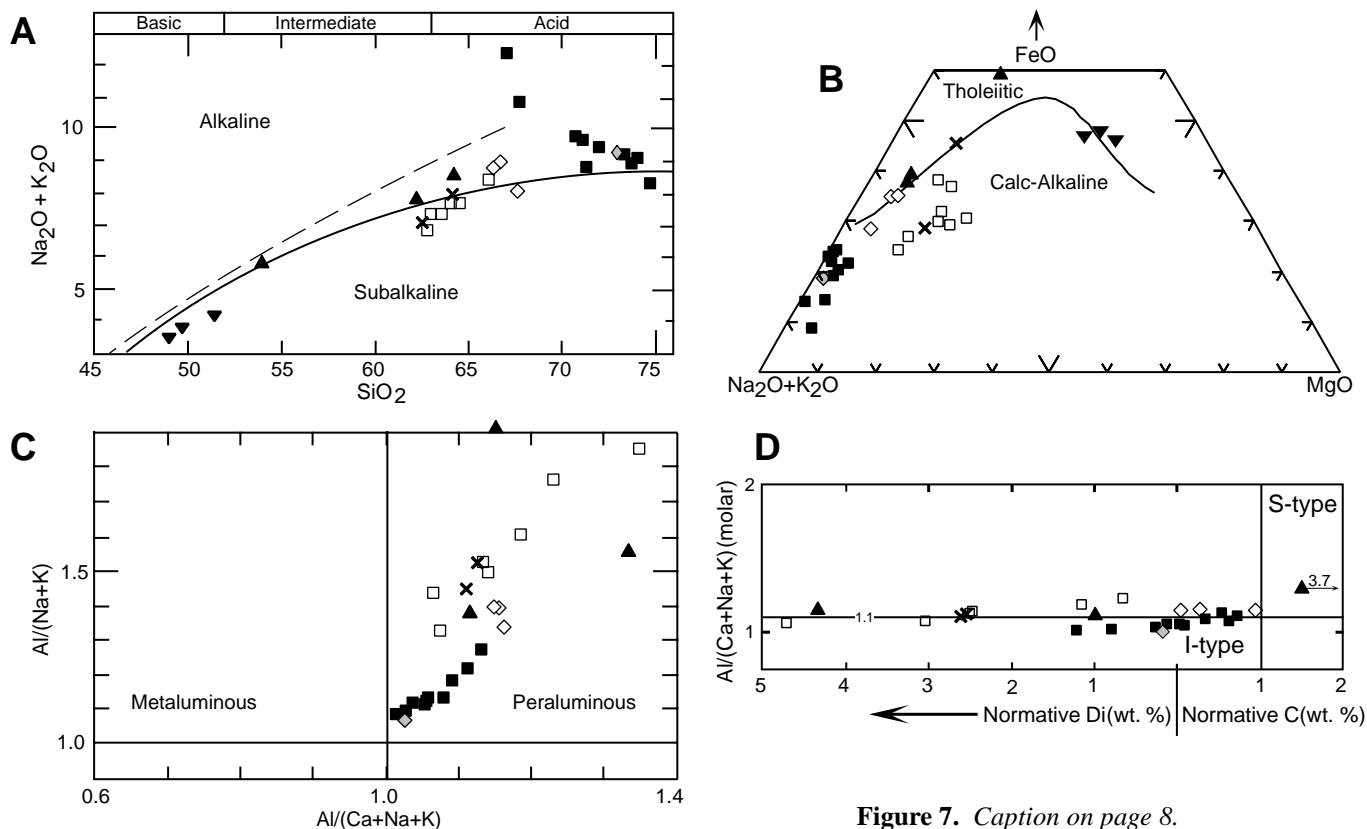 A
Basic Intermediate Acid
Alkaline
Subalkaline
10
5
Na₂O + K₂O
45 50 55 60 65 70 75
SiO₂
B
FeO
Tholeiitic
Calc-Alkaline
Na₂O+K₂O MgO
C
1.5
1.0
Al/(Na+K)
Metaluminous Peraluminous
0.6 1.0 1.4
Al/(Ca+Na+K)
D
2
1
Al/(Ca+Na+K) (molar)
S-type
3.7
1.1
I-type
5 4 3 2 1 1 2
Normative Di(wt. %) Normative C(wt. %)
Figure 7. Caption on page 8.